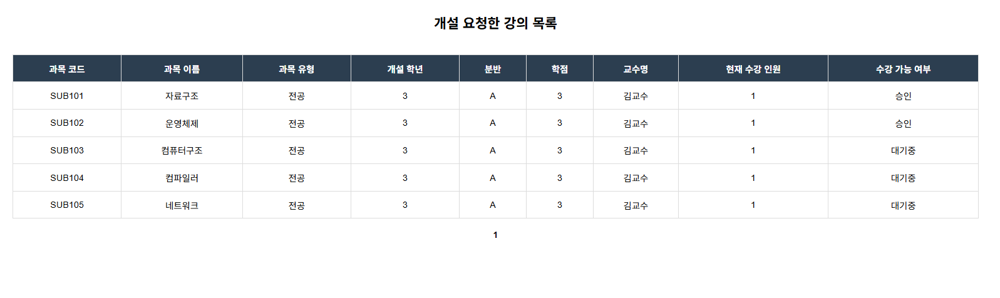 개설 요청한 강의 목록
과목 코드 과목 이름 과목 유형 개설 학년 분반 학점 교수명 현재 수강 인원 수강 가능 여부
SUB101 자료구조 전공 3 A 3 김교수 1 승인
SUB102 운영체제 전공 3 A 3 김교수 1 승인
SUB103 컴퓨터구조 전공 3 A 3 김교수 1 대기중
SUB104 컴파일러 전공 3 A 3 김교수 1 대기중
SUB105 네트워크 전공 3 A 3 김교수 1 대기중
1